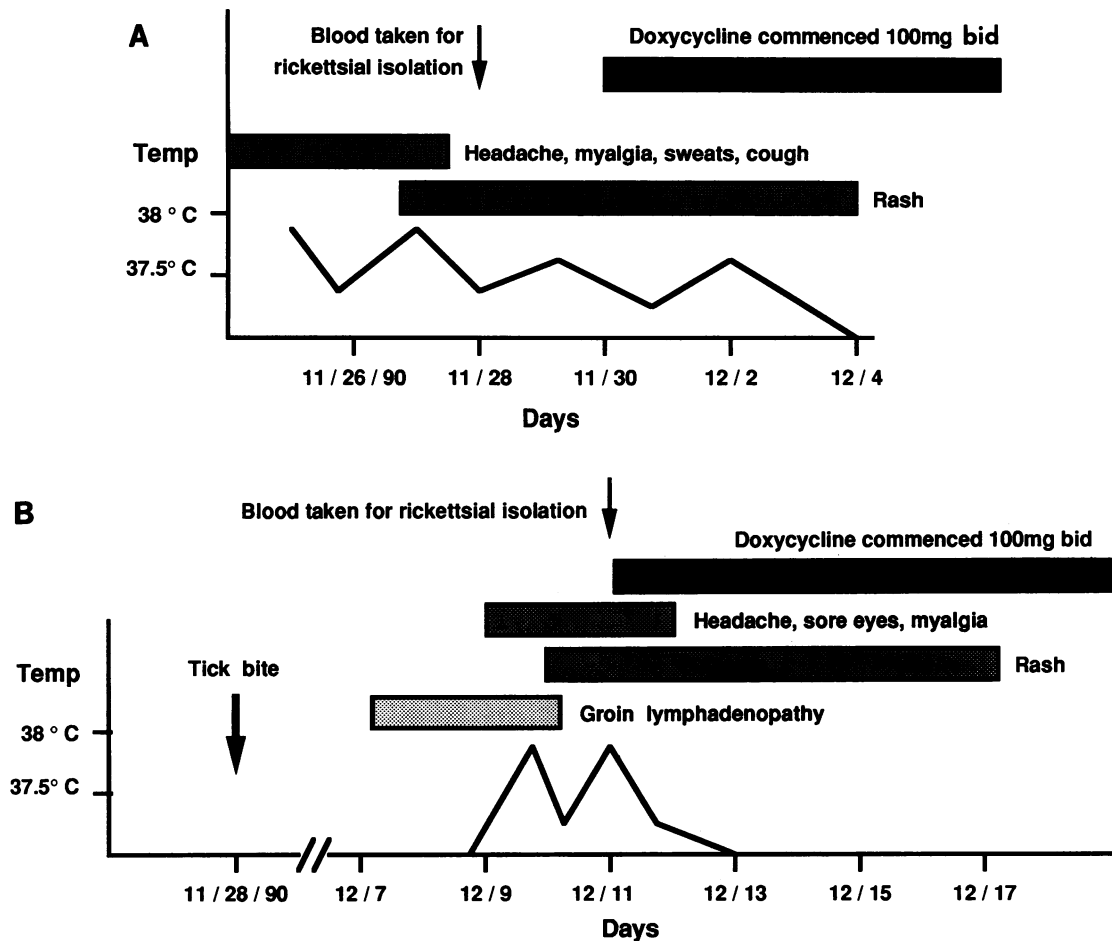 A
Blood taken for
rickettsial isolation
Doxycycline commenced 100mg bid
Temp
Headache, myalgia, sweats, cough
Rash
38 ° C
37.5° C
11 / 26 / 90
11 / 28
11 / 30
12 / 2
12 / 4
Days
B
Blood taken for rickettsial isolation
Doxycycline commenced 100mg bid
Headache, sore eyes, myalgia
Temp
Tick bite
Rash
Groin lymphadenopathy
38 ° C
37.5° C
11 / 28 / 90
12 / 7
12 / 9
12 / 11
12 / 13
12 / 15
12 / 17
Days